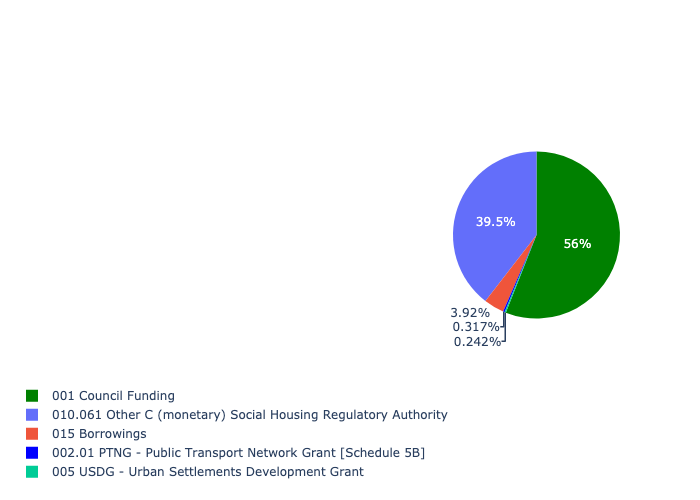 39.5%
56%
3.92%
0.317%
0.242%
001 Council Funding
010.061 Other C (monetary) Social Housing Regulatory Authority
015 Borrowings
002.01 PTNG - Public Transport Network Grant [Schedule 5B]
005 USDG - Urban Settlements Development Grant